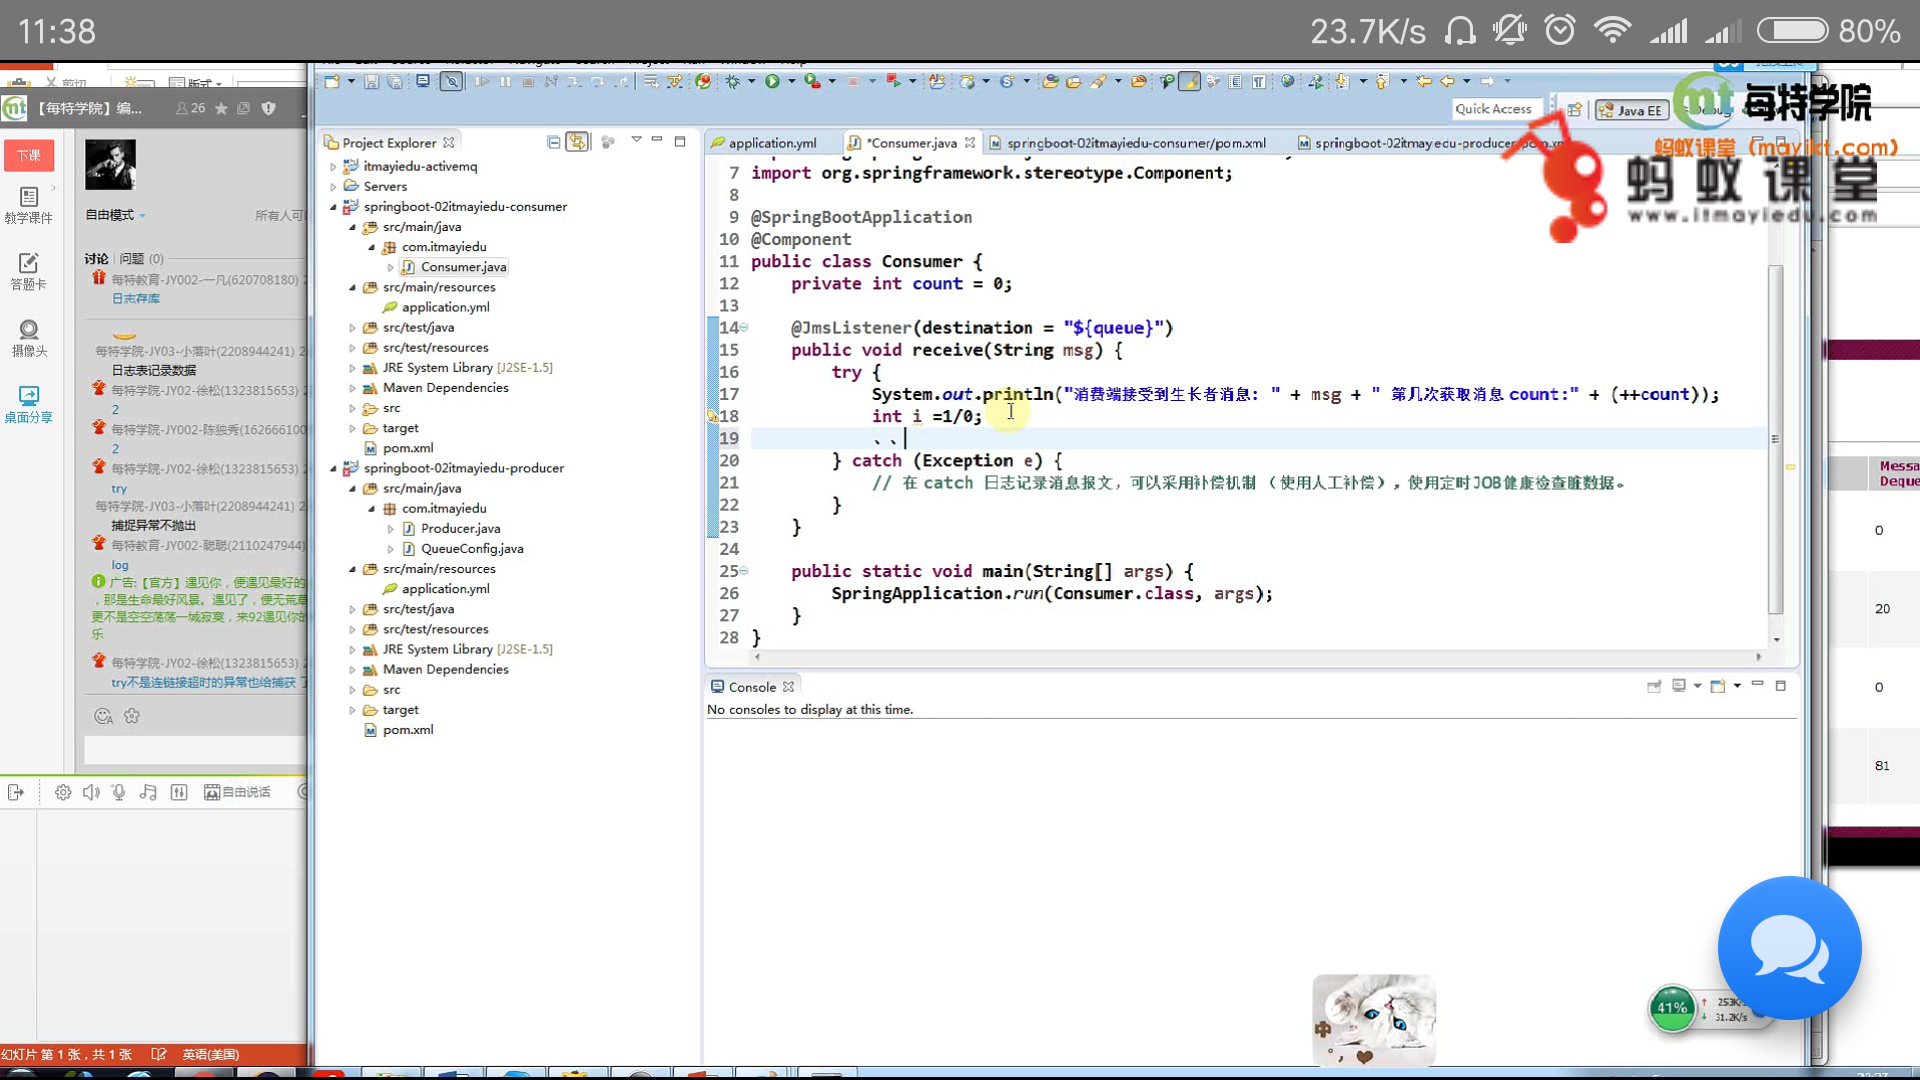 11:38
23.7K/s
80%
剪切
版式
【每特学院】编...
26
Quick Access
Java EE
Debug
每特学院
蚂蚁课堂（mayikt.com）
蚂蚁课堂
www.itmayiedu.com
下课
教学课件
答题卡
摄像头
桌面分享
自由模式
所有人可
讨论
问题 (0)
每特教育-JY002-一凡(620708180) 2
日志存库
每特学院-JY03-小落叶(2208944241) 2
日志表记录数据
每特学院-JY02-徐松(1323815653) 2
2
每特学院-JY002-陈独秀(162666100
2
每特学院-JY02-徐松(1323815653) 2
try
每特学院-JY03-小落叶(2208944241) 2
捕捉异常不抛出
每特教育-JY002-聪聪(2110247944)
log
广告:【官方】遇见你，便遇见最好的
，那是生命最好风景。遇见了，便无荒草
更不是空空荡荡一城寂寞，来92遇见你的
乐
每特学院-JY02-徐松(1323815653) 2
try不是连链接超时的异常也给捕获了
自由说话
幻灯片 第 1 张，共 1 张
英语(美国)
Project Explorer
itmayiedu-activemq
Servers
springboot-02itmayiedu-consumer
src/main/java
com.itmayiedu
Consumer.java
src/main/resources
application.yml
src/test/java
src/test/resources
JRE System Library [J2SE-1.5]
Maven Dependencies
src
target
pom.xml
springboot-02itmayiedu-producer
src/main/java
com.itmayiedu
Producer.java
QueueConfig.java
src/main/resources
application.yml
src/test/java
src/test/resources
JRE System Library [J2SE-1.5]
Maven Dependencies
src
target
pom.xml
application.yml
*Consumer.java
springboot-02itmayiedu-consumer/pom.xml
springboot-02itmayiedu-producer/pom.xml
7 import org.springframework.stereotype.Component;
8
9 @SpringBootApplication
10 @Component
11 public class Consumer {
12 private int count = 0;
13
14 @JmsListener(destination = "${queue}")
15 public void receive(String msg) {
16 try {
17 System.out.println("消费端接受到生长者消息: " + msg + " 第几次获取消息 count:" + (++count));
18 int i =1/0;
19 、、
20 } catch (Exception e) {
21 // 在 catch 日志记录消息报文，可以采用补偿机制 （使用人工补偿），使用定时JOB健康检查脏数据。
22 }
23 }
24
25 public static void main(String[] args) {
26 SpringApplication.run(Consumer.class, args);
27 }
28 }
Console
No consoles to display at this time.
Messa
Deque
0
20
0
81
中
41%
253K/s
31.2K/s